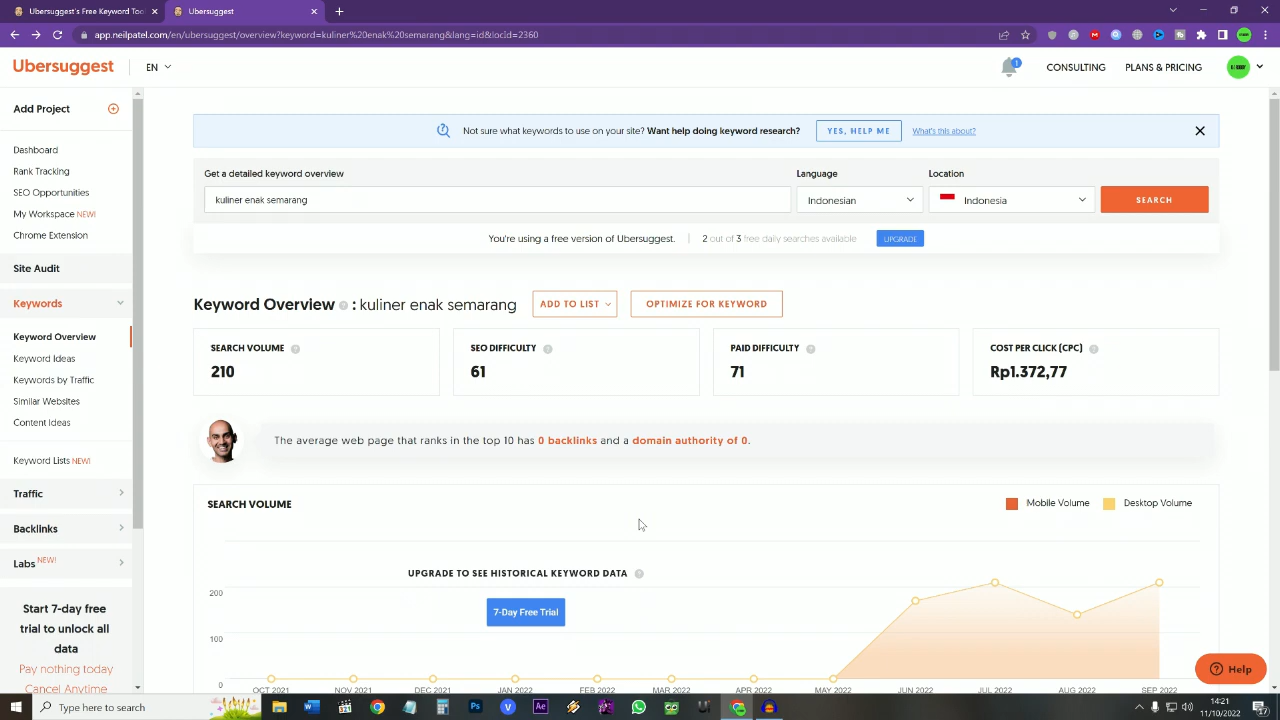 Ubersuggest's Free Keyword Too
Ubersuggest
app.neilpatel.com/en/ubersuggest/overview?keyword=kuliner%20enak%20semarang&lang=id&locId=2360
Ubersuggest
EN
1
CONSULTING
PLANS & PRICING
Add Project
Dashboard
Rank Tracking
SEO Opportunities
My Workspace NEW!
Chrome Extension
Site Audit
Keywords
Keyword Overview
Keyword Ideas
Keywords by Traffic
Similar Websites
Content Ideas
Keyword Lists NEW!
Traffic
Backlinks
Labs NEW!
Start 7-day free
trial to unlock all
data
Pay nothing today
Cancel Anytime
Not sure what keywords to use on your site? Want help doing keyword research?
YES, HELP ME
What's this about?
Get a detailed keyword overview
Language
Location
kuliner enak semarang
Indonesian
Indonesia
SEARCH
You're using a free version of Ubersuggest.
2 out of 3 free daily searches available
UPGRADE
Keyword Overview : kuliner enak semarang
ADD TO LIST
OPTIMIZE FOR KEYWORD
SEARCH VOLUME
210
SEO DIFFICULTY
61
PAID DIFFICULTY
71
COST PER CLICK (CPC)
Rp1.372,77
The average web page that ranks in the top 10 has 0 backlinks and a domain authority of 0.
SEARCH VOLUME
Mobile Volume
Desktop Volume
UPGRADE TO SEE HISTORICAL KEYWORD DATA
7-Day Free Trial
200
100
0
OCT 2021
NOV 2021
DEC 2021
JAN 2022
FEB 2022
MAR 2022
APR 2022
MAY 2022
JUN 2022
JUL 2022
AUG 2022
SEP 2022
Help
Type here to search
14:21
11/10/2022